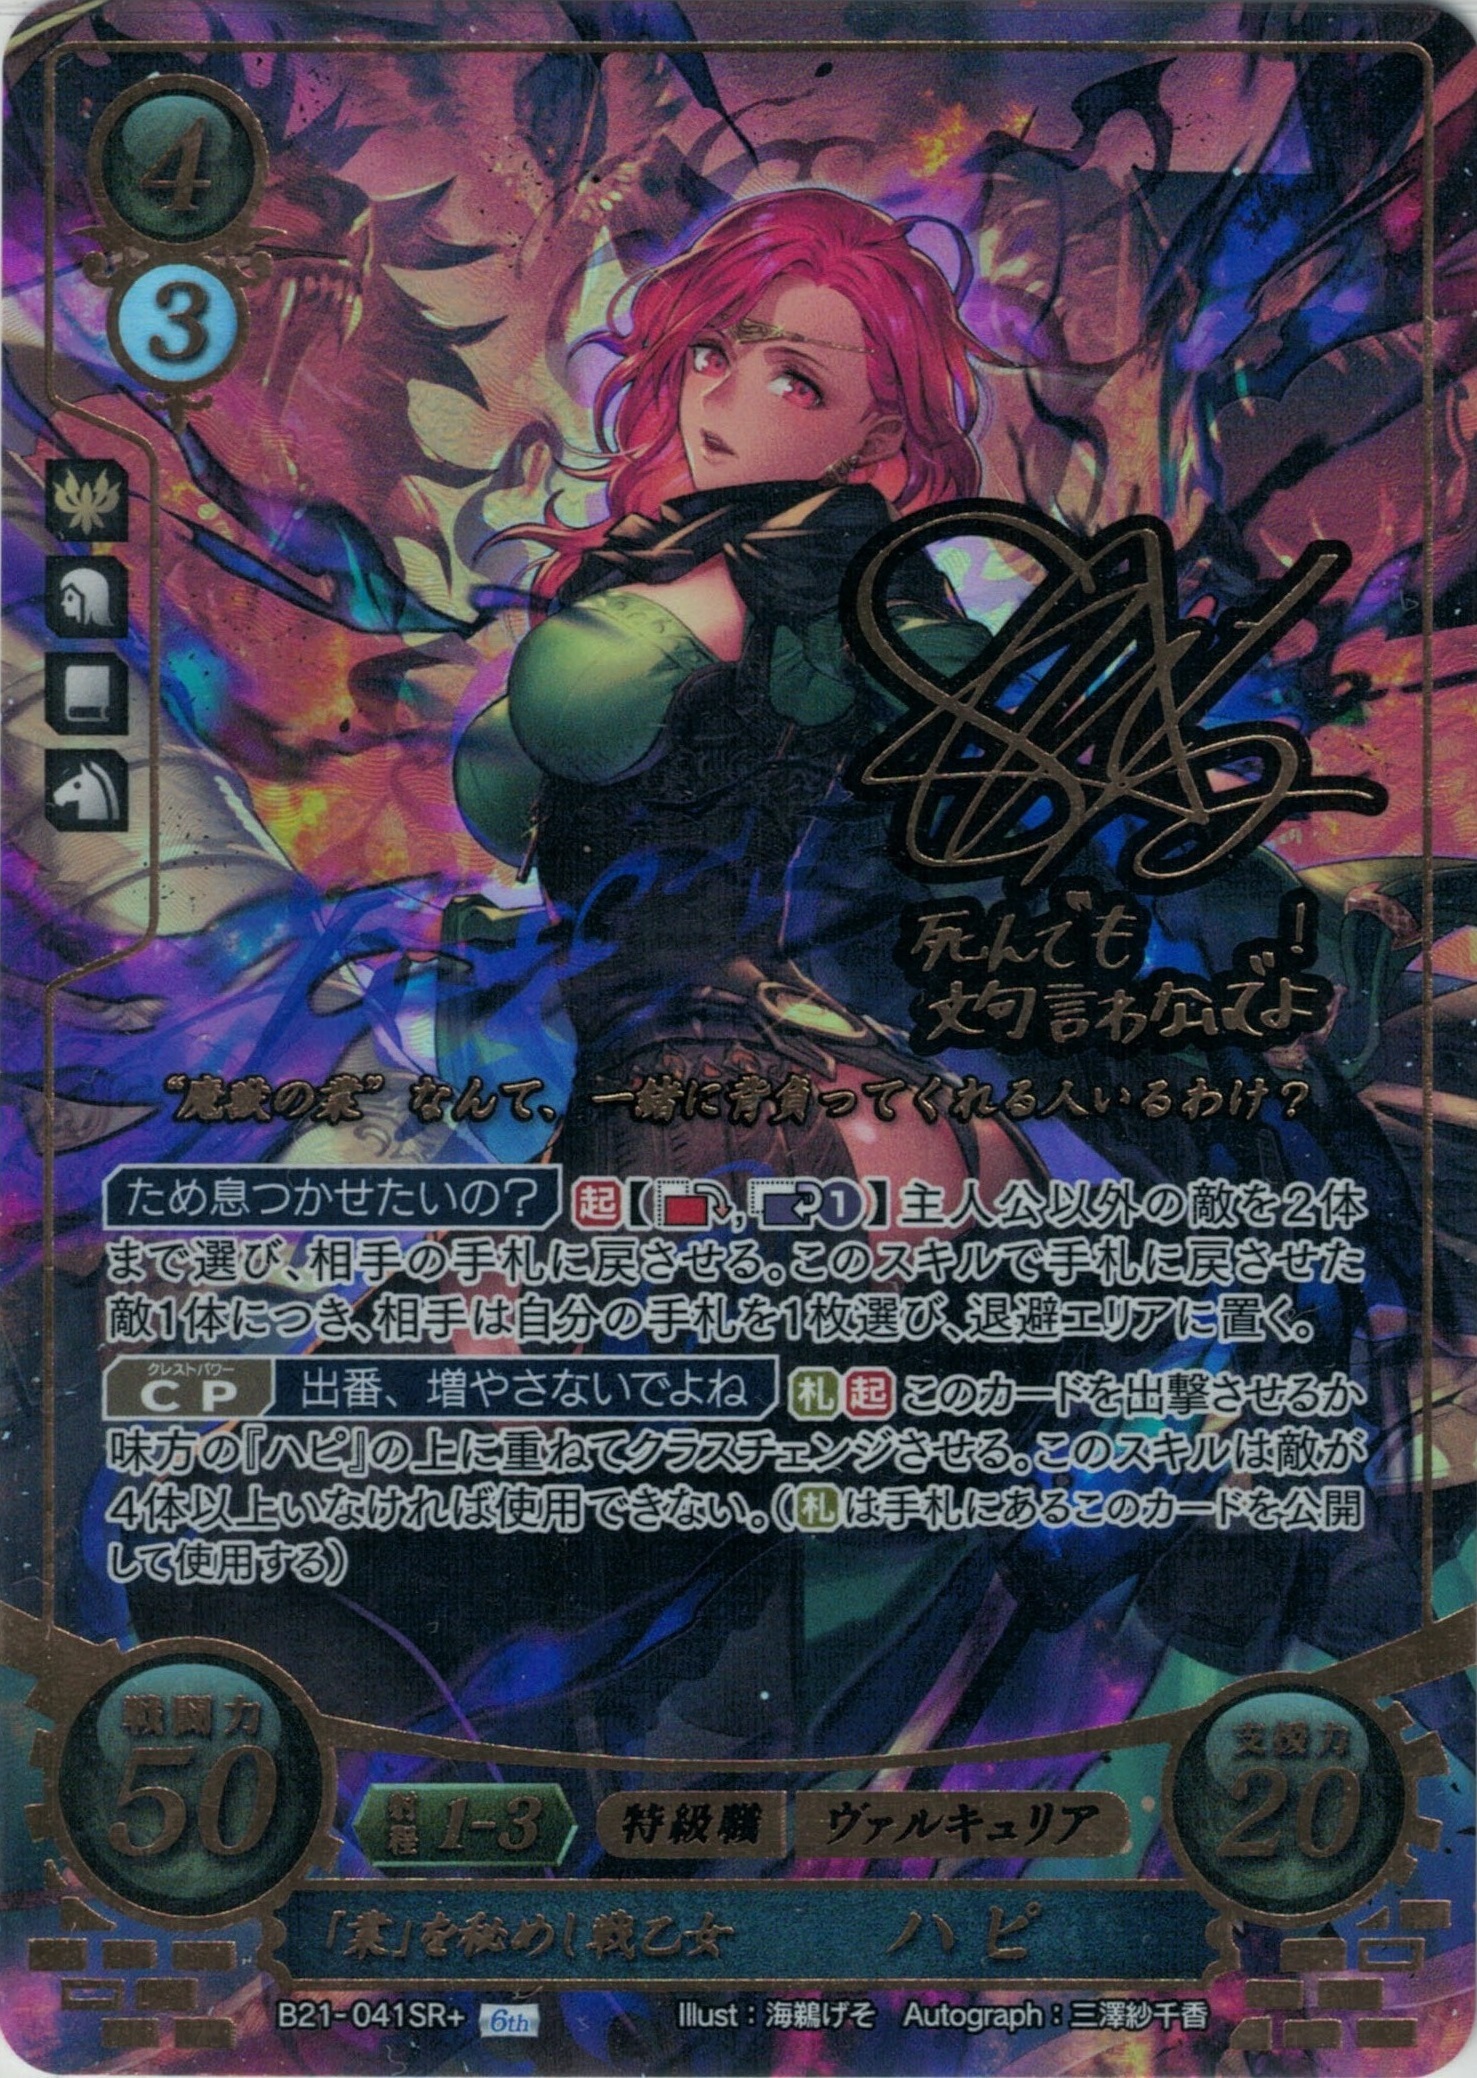 4
3
死んでも
文句言わないでよ!
“魔獣の業”なんて、一緒に背負ってくれる人いるわけ?
ため息つかせたいの? 起【 , 1】主人公以外の敵を2体
まで選び、相手の手札に戻させる。このスキルで手札に戻させた
敵1体につき、相手は自分の手札を1枚選び、退避エリアに置く。
クレストパワー
CP 出番、増やさないでよね 札 起 このカードを出撃させるか
味方の『ハピ』の上に重ねてクラスチェンジさせる。このスキルは敵が
4体以上いなければ使用できない。(札は手札にあるこのカードを公開
して使用する)
戦闘力
50
射程 1-3
特級職 ヴァルキュリア
支援力
20
「業」を秘めし戦乙女 ハピ
B21-041SR+ 6th Illust:海鵜げそ Autograph:三澤紗千香